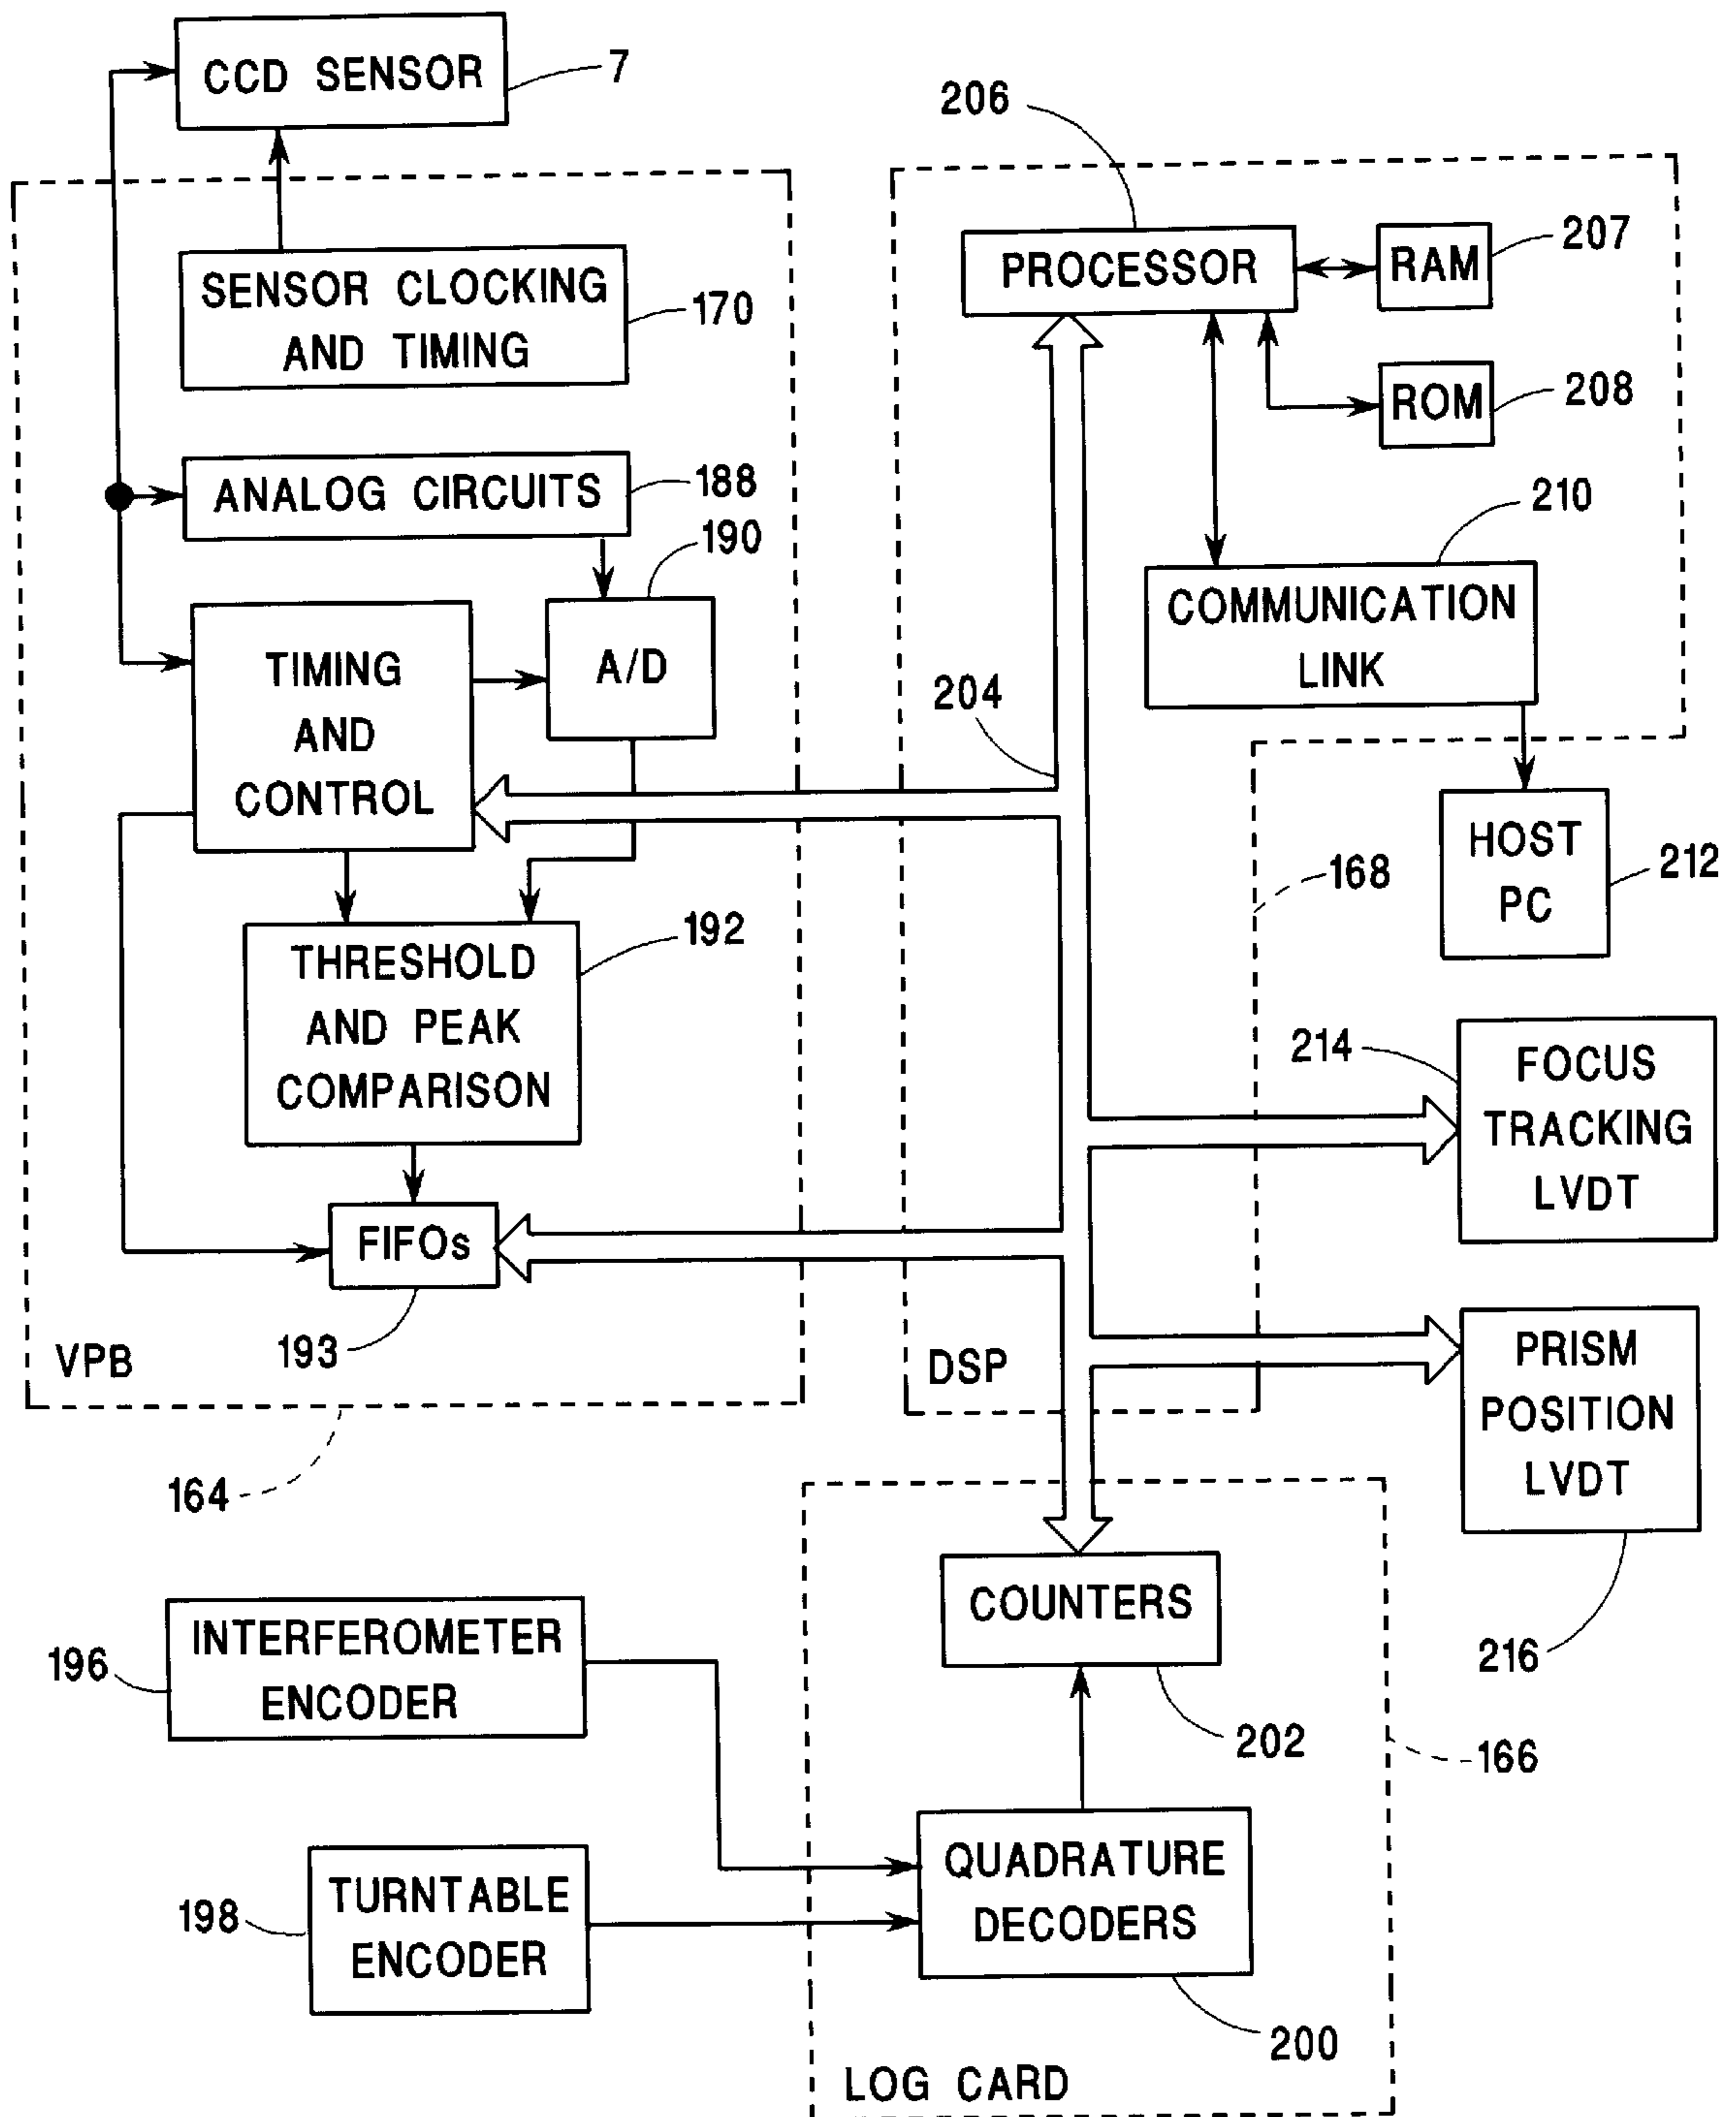 CCD SENSOR
7
SENSOR CLOCKING
AND TIMING
170
ANALOG CIRCUITS
188
190
TIMING
AND
CONTROL
A/D
THRESHOLD
AND PEAK
COMPARISON
192
FIFOs
193
VPB
164
206
PROCESSOR
RAM
207
ROM
208
210
COMMUNICATION
LINK
204
HOST
PC
212
168
214
FOCUS
TRACKING
LVDT
DSP
PRISM
POSITION
LVDT
216
INTERFEROMETER
ENCODER
196
TURNTABLE
ENCODER
198
COUNTERS
202
166
QUADRATURE
DECODERS
200
LOG CARD